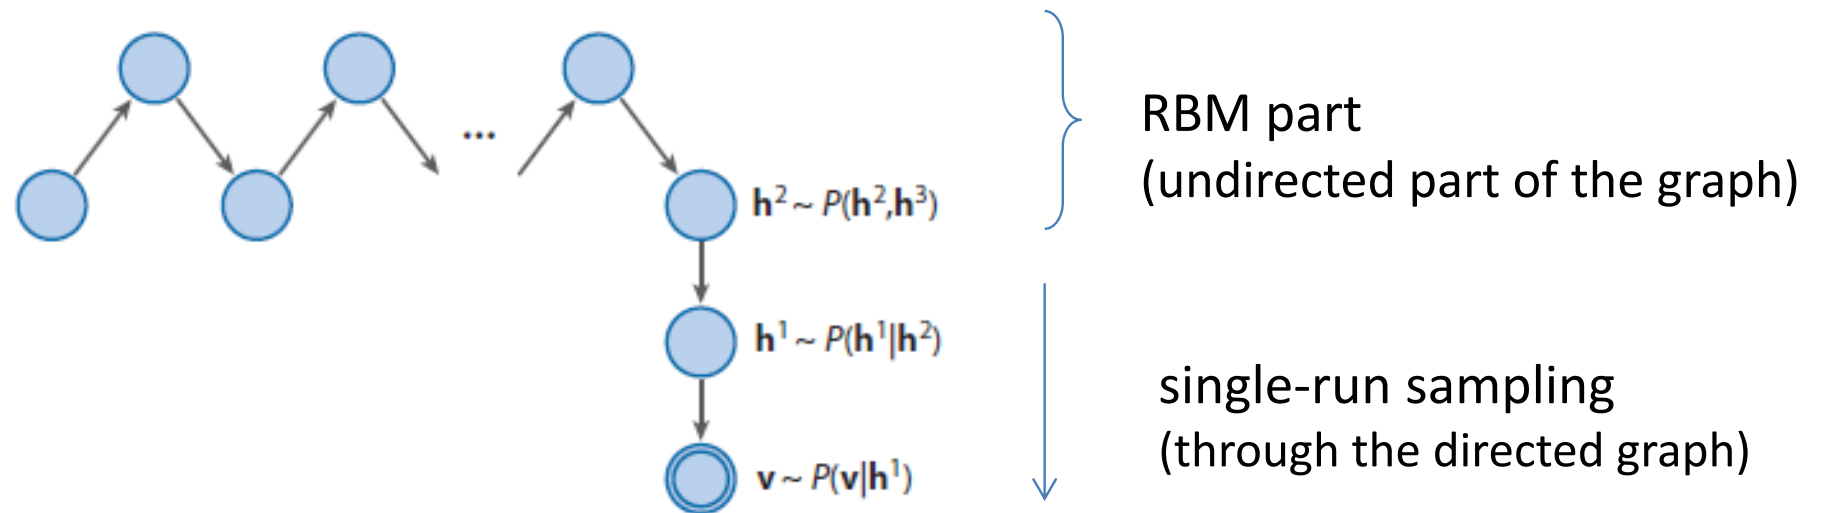 ...
RBM part
(undirected part of the graph)
h² ~ P(h²,h³)
h¹ ~ P(h¹|h²)
single-run sampling
(through the directed graph)
v ~ P(v|h¹)